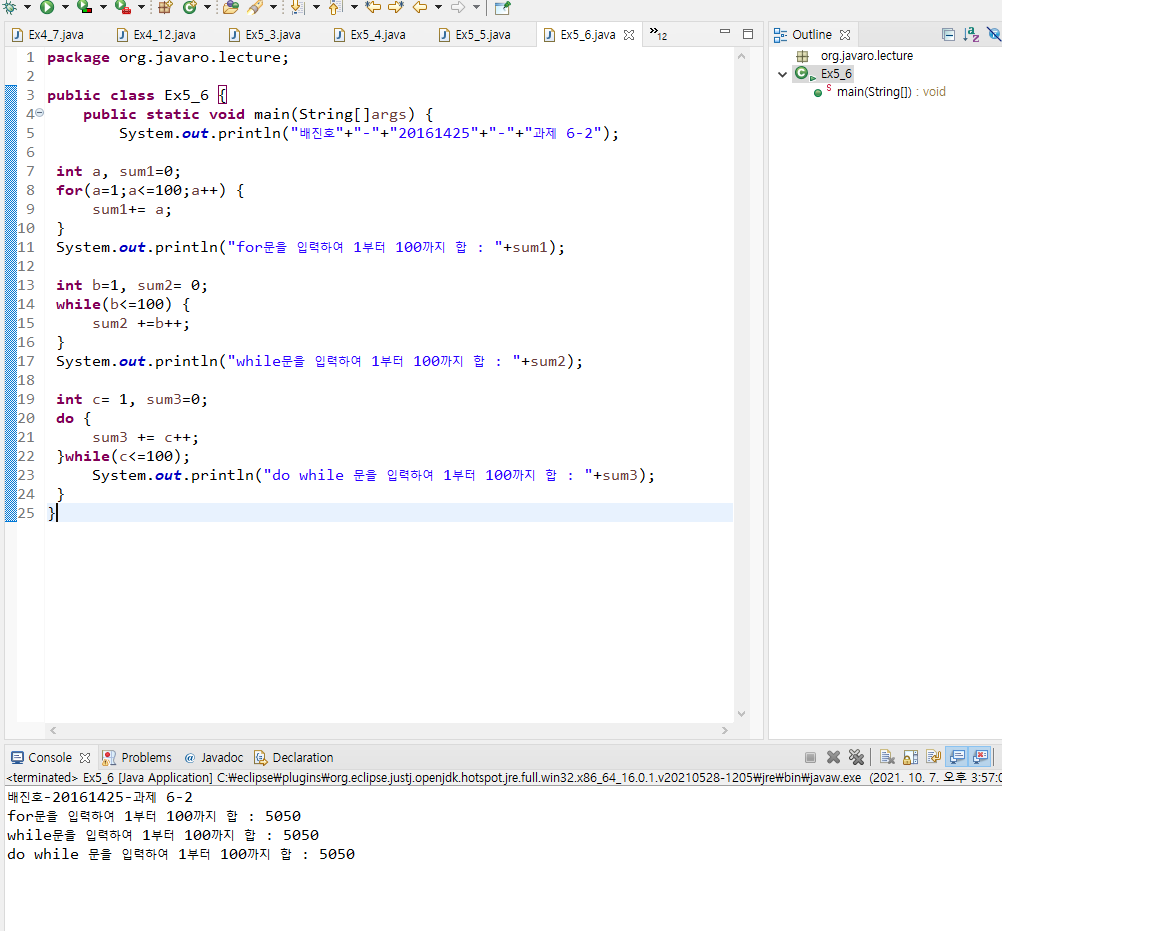 Ex4_7.java Ex4_12.java Ex5_3.java Ex5_4.java Ex5_5.java Ex5_6.java »12
Outline
1 package org.javaro.lecture;
2
3 public class Ex5_6 {
4 public static void main(String[]args) {
5 System.out.println("배진호"+"-"+"20161425"+"-"+"과제 6-2");
6
7 int a, sum1=0;
8 for(a=1;a<=100;a++) {
9 sum1+= a;
10 }
11 System.out.println("for문을 입력하여 1부터 100까지 합 : "+sum1);
12
13 int b=1, sum2= 0;
14 while(b<=100) {
15 sum2 +=b++;
16 }
17 System.out.println("while문을 입력하여 1부터 100까지 합 : "+sum2);
18
19 int c= 1, sum3=0;
20 do {
21 sum3 += c++;
22 }while(c<=100);
23 System.out.println("do while 문을 입력하여 1부터 100까지 합 : "+sum3);
24 }
25 }
org.javaro.lecture
Ex5_6
main(String[]) : void
Console Problems @ Javadoc Declaration
<terminated> Ex5_6 [Java Application] C:₩eclipse₩plugins₩org.eclipse.justj.openjdk.hotspot.jre.full.win32.x86_64_16.0.1.v20210528-1205₩jre₩bin₩javaw.exe (2021. 10. 7. 오후 3:57:0
배진호-20161425-과제 6-2
for문을 입력하여 1부터 100까지 합 : 5050
while문을 입력하여 1부터 100까지 합 : 5050
do while 문을 입력하여 1부터 100까지 합 : 5050